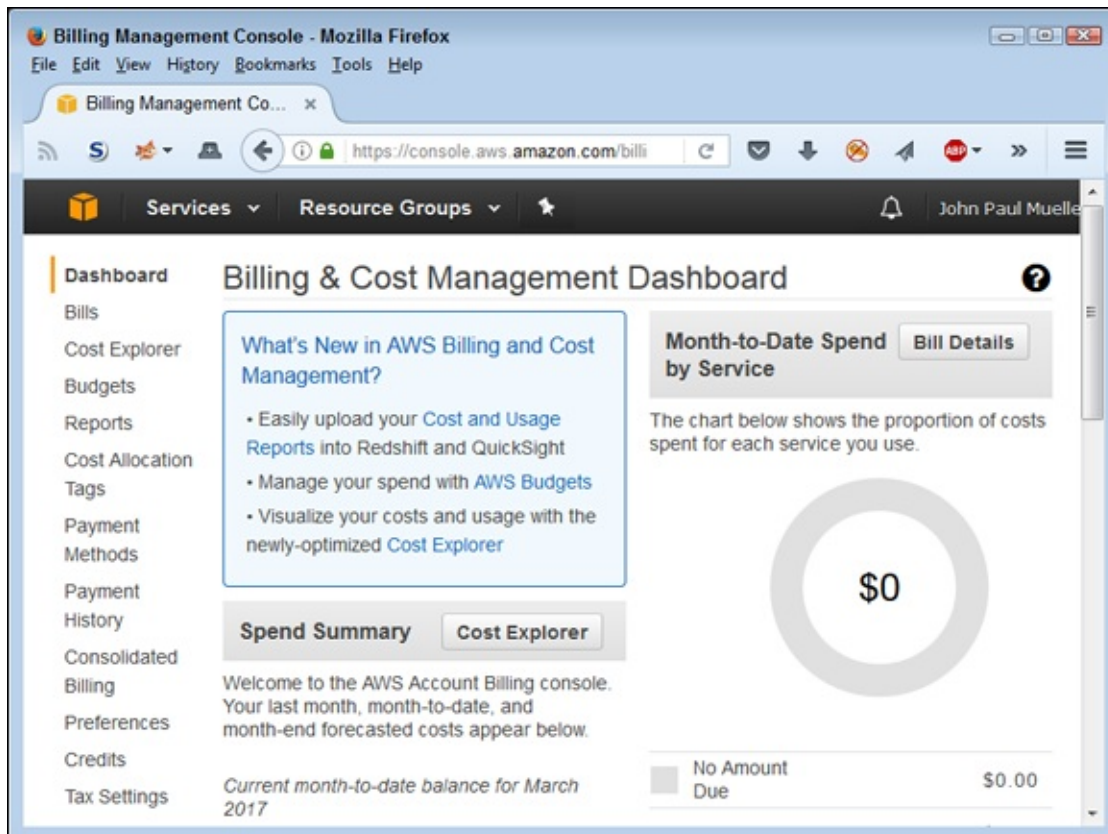 Billing Management Console - Mozilla Firefox
File Edit View History Bookmarks Tools Help
Billing Management Co... ×
S ABP »
https://console.aws.amazon.com/billi
Services Resource Groups John Paul Muelle
Dashboard
Bills
Cost Explorer
Budgets
Reports
Cost Allocation
Tags
Payment
Methods
Payment
History
Consolidated
Billing
Preferences
Credits
Tax Settings
Billing & Cost Management Dashboard ?
What's New in AWS Billing and Cost
Management?
• Easily upload your Cost and Usage
Reports into Redshift and QuickSight
• Manage your spend with AWS Budgets
• Visualize your costs and usage with the
newly-optimized Cost Explorer
Spend Summary Cost Explorer
Welcome to the AWS Account Billing console.
Your last month, month-to-date, and
month-end forecasted costs appear below.
Current month-to-date balance for March
2017
Month-to-Date Spend Bill Details
by Service
The chart below shows the proportion of costs
spent for each service you use.
$0
No Amount $0.00
Due